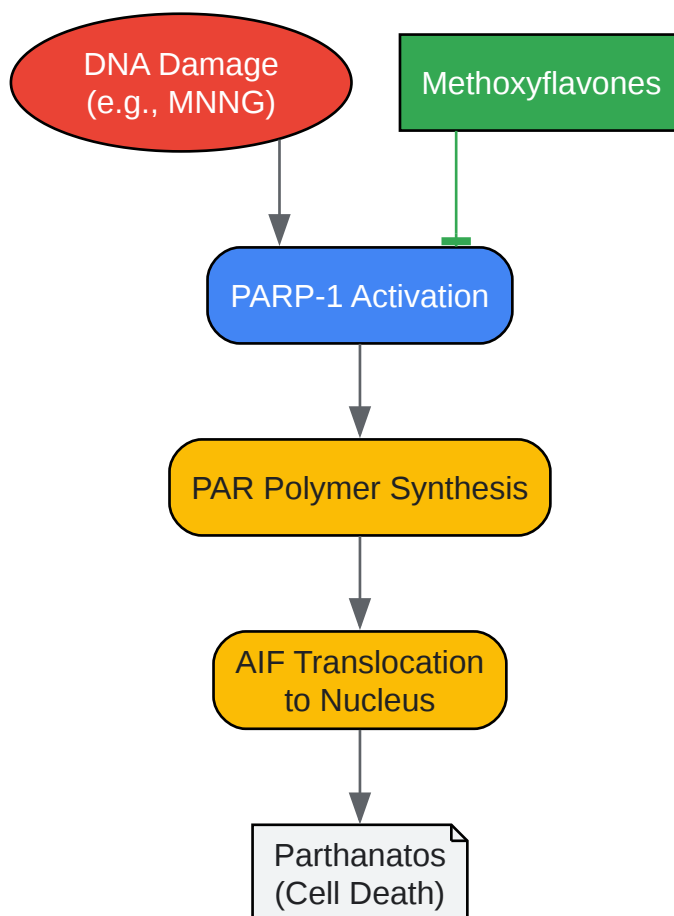 DNA Damage
(e.g., MNNG)
Methoxyflavones
PARP-1 Activation
PAR Polymer Synthesis
AIF Translocation
to Nucleus
Parthanatos
(Cell Death)